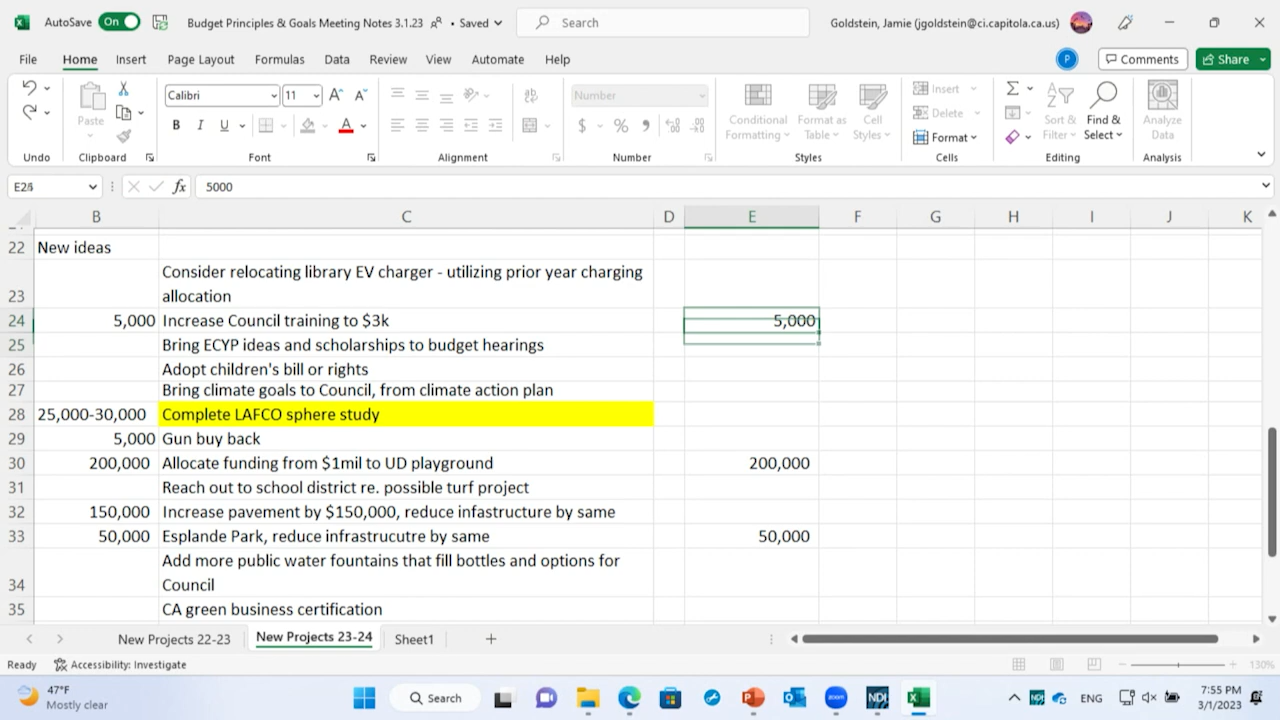 AutoSave On Budget Principles & Goals Meeting Notes 3.1.23 • Saved Search Goldstein, Jamie (jgoldstein@ci.capitola.ca.us)
File Home Insert Page Layout Formulas Data Review View Automate Help P Comments Share
Paste Calibri 11 A A B I U A Number $ % Conditional Formatting Format as Table Cell Styles Insert Delete Format Sort & Filter Find & Select Analyze Data
Undo Clipboard Font Alignment Number Styles Cells Editing Analysis
fx 5000
B C D E F G H I J K
22 New ideas
Consider relocating library EV charger - utilizing prior year charging
23 allocation
24 5,000 Increase Council training to $3k 5,000
25 Bring ECYP ideas and scholarships to budget hearings
26 Adopt children's bill or rights
27 Bring climate goals to Council, from climate action plan
28 25,000-30,000 Complete LAFCO sphere study
29 5,000 Gun buy back
30 200,000 Allocate funding from $1mil to UD playground 200,000
31 Reach out to school district re. possible turf project
32 150,000 Increase pavement by $150,000, reduce infastructure by same
33 50,000 Esplande Park, reduce infrastrucutre by same 50,000
Add more public water fountains that fill bottles and options for
34 Council
35 CA green business certification
New Projects 22-23 New Projects 23-24 Sheet1
Ready Accessibility: Investigate 130%
47°F
Mostly clear
Search
zoom
NDI
NDI
ENG
7:55 PM
3/1/2023